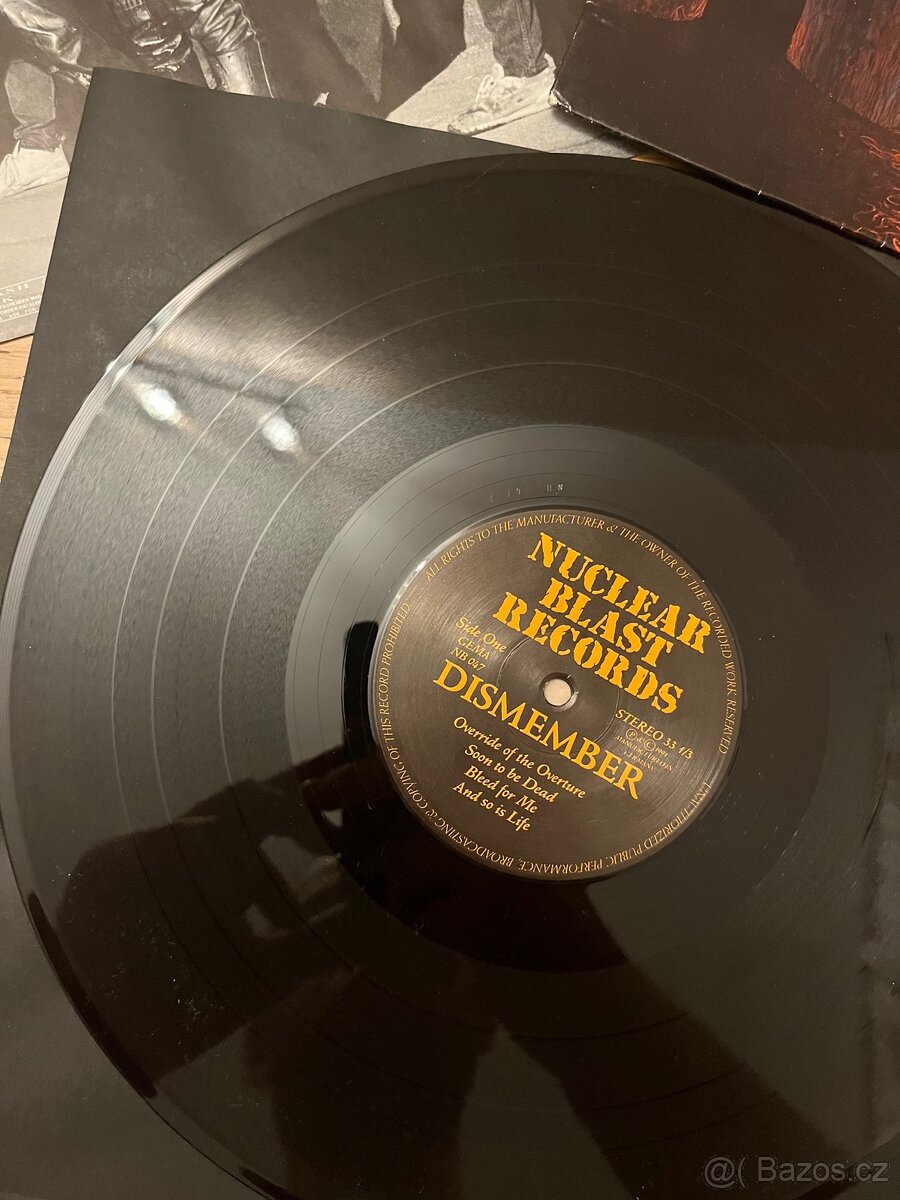 ALL RIGHTS TO THE MANUFACTURER & THE OWNER OF THE RECORDED WORK RESERVED
UNAUTHORIZED PUBLIC PERFORMANCE, BROADCASTING & COPYING OF THIS RECORD PROHIBITED
NUCLEAR
BLAST
RECORDS
Side One
GEMA
NB 047
STEREO 33 1/3
DISMEMBER
Override of the Overture
Soon to be Dead
Bleed for Me
And so is Life
@( Bazos.cz